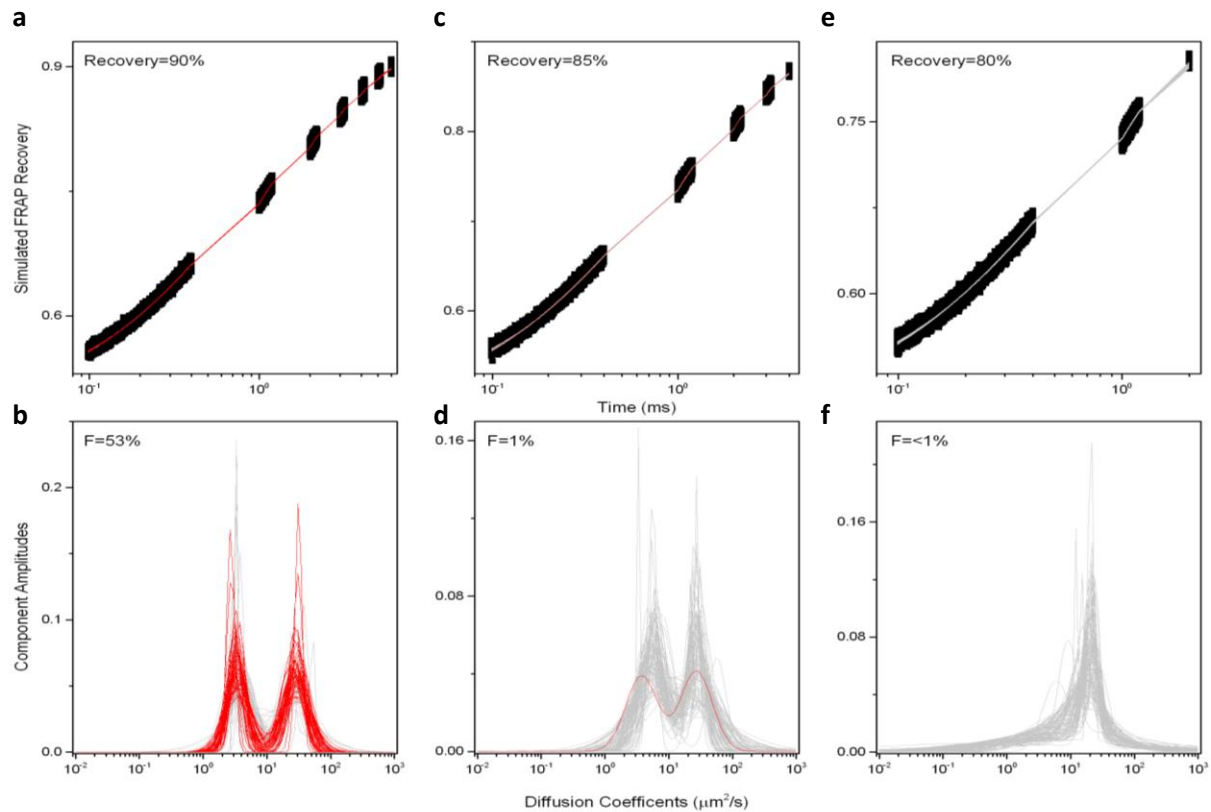 a
c
e
Recovery=90%
Recovery=85%
Recovery=80%
Simulated FRAP Recovery
0.9
0.6
0.8
0.6
0.75
0.60
10⁻¹
10⁰
10⁻¹
10⁰
10⁻¹
10⁰
Time (ms)
b
d
f
F=53%
F=1%
F=<1%
Component Amplitudes
0.2
0.1
0.0
0.16
0.08
0.00
0.16
0.08
0.00
10⁻²
10⁻¹
10⁰
10¹
10²
10³
10⁻²
10⁻¹
10⁰
10¹
10²
10³
10⁻²
10⁻¹
10⁰
10¹
10²
10³
Diffusion Coefficents (μm²/s)